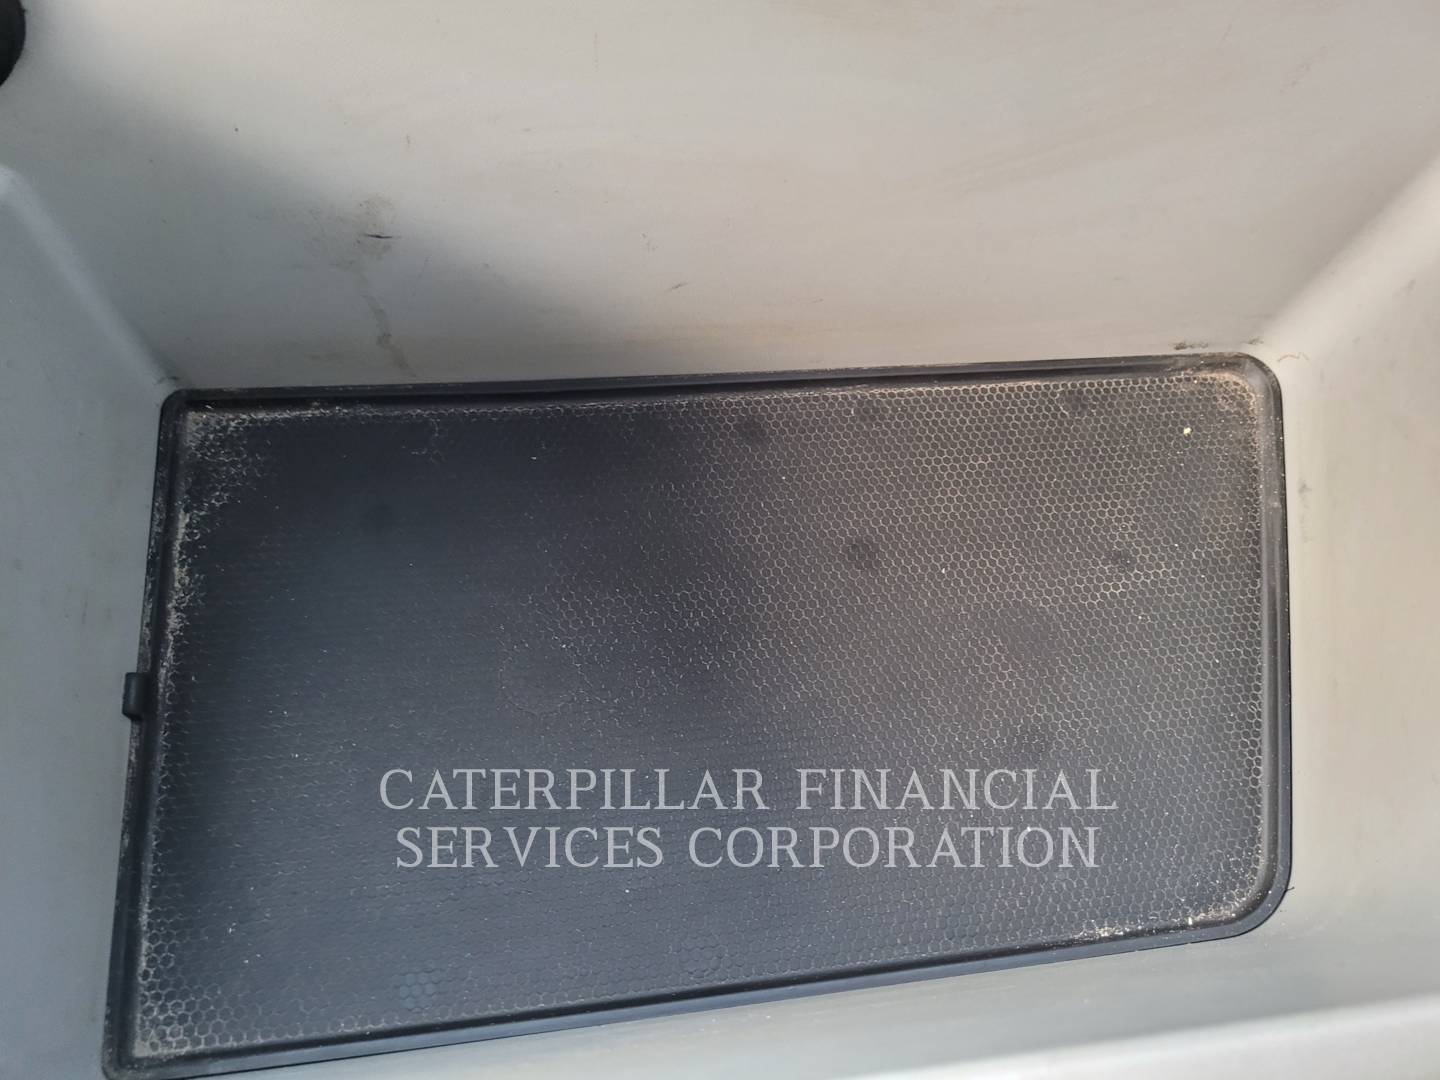 CATERPILLAR FINANCIAL
SERVICES CORPORATION